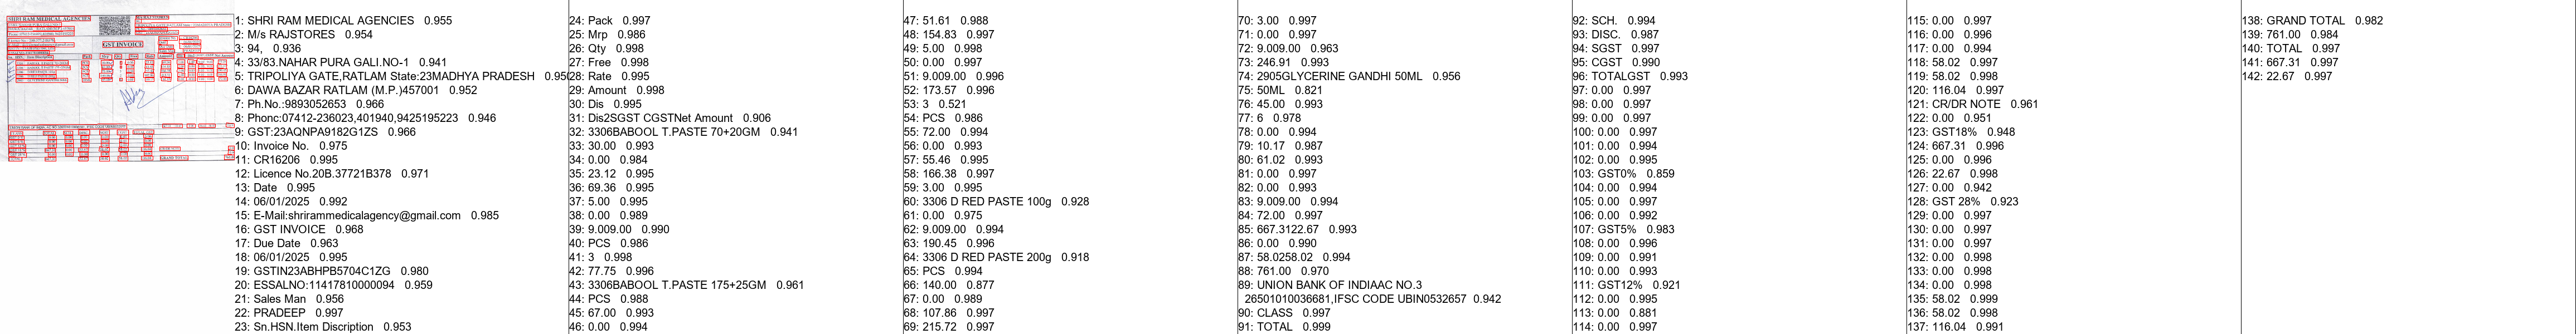 SHRI RAM MEDICAL AGENCIES
GST INVOICE
1: SHRI RAM MEDICAL AGENCIES 0.955
2: M/s RAJSTORES 0.954
3: 94, 0.936
4: 33/83.NAHAR PURA GALI.NO-1 0.941
5: TRIPOLIYA GATE,RATLAM State:23MADHYA PRADESH 0.950
6: DAWA BAZAR RATLAM (M.P.)457001 0.952
7: Ph.No.:9893052653 0.966
8: Phonc:07412-236023,401940,9425195223 0.946
9: GST:23AQNPA9182G1ZS 0.966
10: Invoice No. 0.975
11: CR16206 0.995
12: Licence No.20B.37721B378 0.971
13: Date 0.995
14: 06/01/2025 0.992
15: E-Mail:shrirammedicalagency@gmail.com 0.985
16: GST INVOICE 0.968
17: Due Date 0.963
18: 06/01/2025 0.995
19: GSTIN23ABHPB5704C1ZG 0.980
20: ESSALNO:11417810000094 0.959
21: Sales Man 0.956
22: PRADEEP 0.997
23: Sn.HSN.Item Discription 0.953
24: Pack 0.997
25: Mrp 0.986
26: Qty 0.998
27: Free 0.998
28: Rate 0.995
29: Amount 0.998
30: Dis 0.995
31: Dis2SGST CGSTNet Amount 0.906
32: 3306BABOOL T.PASTE 70+20GM 0.941
33: 30.00 0.993
34: 0.00 0.984
35: 23.12 0.995
36: 69.36 0.995
37: 5.00 0.995
38: 0.00 0.989
39: 9.009.00 0.990
40: PCS 0.986
41: 3 0.998
42: 77.75 0.996
43: 3306BABOOL T.PASTE 175+25GM 0.961
44: PCS 0.988
45: 67.00 0.993
46: 0.00 0.994
47: 51.61 0.988
48: 154.83 0.997
49: 5.00 0.998
50: 0.00 0.997
51: 9.009.00 0.996
52: 173.57 0.996
53: 3 0.521
54: PCS 0.986
55: 72.00 0.994
56: 0.00 0.993
57: 55.46 0.995
58: 166.38 0.997
59: 3.00 0.995
60: 3306 D RED PASTE 100g 0.928
61: 0.00 0.975
62: 9.009.00 0.994
63: 190.45 0.996
64: 3306 D RED PASTE 200g 0.918
65: PCS 0.994
66: 140.00 0.877
67: 0.00 0.989
68: 107.86 0.997
69: 215.72 0.997
70: 3.00 0.997
71: 0.00 0.997
72: 9.009.00 0.963
73: 246.91 0.993
74: 2905GLYCERINE GANDHI 50ML 0.956
75: 50ML 0.821
76: 45.00 0.993
77: 6 0.978
78: 0.00 0.994
79: 10.17 0.987
80: 61.02 0.993
81: 0.00 0.997
82: 0.00 0.993
83: 9.009.00 0.994
84: 72.00 0.997
85: 667.3122.67 0.993
86: 0.00 0.990
87: 58.0258.02 0.994
88: 761.00 0.970
89: UNION BANK OF INDIAAC NO.3
26501010036681,IFSC CODE UBIN0532657 0.942
90: CLASS 0.997
91: TOTAL 0.999
92: SCH. 0.994
93: DISC. 0.987
94: SGST 0.997
95: CGST 0.990
96: TOTALGST 0.993
97: 0.00 0.997
98: 0.00 0.997
99: 0.00 0.997
100: 0.00 0.997
101: 0.00 0.994
102: 0.00 0.995
103: GST0% 0.859
104: 0.00 0.994
105: 0.00 0.997
106: 0.00 0.992
107: GST5% 0.983
108: 0.00 0.996
109: 0.00 0.991
110: 0.00 0.993
111: GST12% 0.921
112: 0.00 0.995
113: 0.00 0.881
114: 0.00 0.997
115: 0.00 0.997
116: 0.00 0.996
117: 0.00 0.994
118: 58.02 0.997
119: 58.02 0.998
120: 116.04 0.997
121: CR/DR NOTE 0.961
122: 0.00 0.951
123: GST18% 0.948
124: 667.31 0.996
125: 0.00 0.996
126: 22.67 0.998
127: 0.00 0.942
128: GST 28% 0.923
129: 0.00 0.997
130: 0.00 0.997
131: 0.00 0.997
132: 0.00 0.998
133: 0.00 0.998
134: 0.00 0.998
135: 58.02 0.999
136: 58.02 0.998
137: 116.04 0.991
138: GRAND TOTAL 0.982
139: 761.00 0.984
140: TOTAL 0.997
141: 667.31 0.997
142: 22.67 0.997